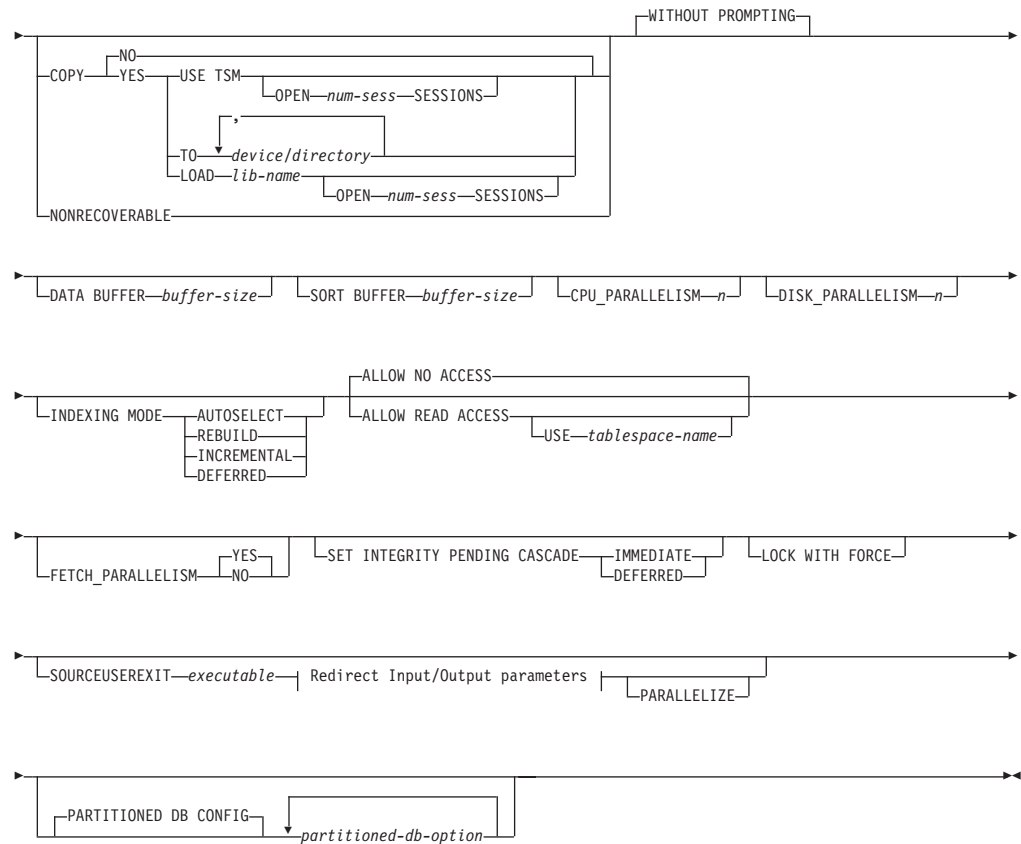 WITHOUT PROMPTING
NO
COPY YES USE TSM
OPEN num-sess SESSIONS
,
TO device/directory
LOAD lib-name
OPEN num-sess SESSIONS
NONRECOVERABLE
DATA BUFFER buffer-size SORT BUFFER buffer-size CPU_PARALLELISM n DISK_PARALLELISM n
ALLOW NO ACCESS
INDEXING MODE AUTOSELECT ALLOW READ ACCESS
REBUILD USE tablespace-name
INCREMENTAL
DEFERRED
YES SET INTEGRITY PENDING CASCADE IMMEDIATE LOCK WITH FORCE
FETCH_PARALLELISM NO DEFERRED
SOURCEUSEREXIT executable Redirect Input/Output parameters
PARALLELIZE
PARTITIONED DB CONFIG
partitioned-db-option